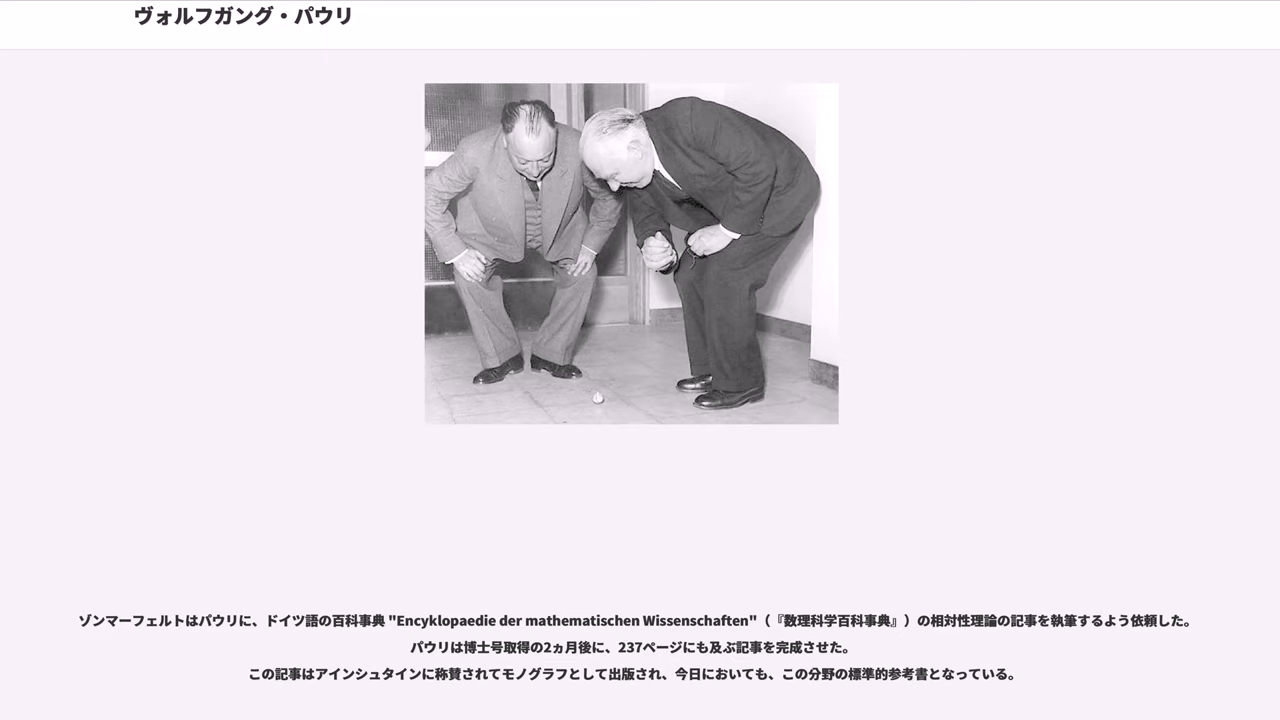 ヴォルフガング・パウリ
ゾンマーフェルトはパウリに、ドイツ語の百科事典 "Encyklopaedie der mathematischen Wissenschaften"（『数理科学百科事典』）の相対性理論の記事を執筆するよう依頼した。
パウリは博士号取得の2ヵ月後に、237ページにも及ぶ記事を完成させた。
この記事はアインシュタインに称賛されてモノグラフとして出版され、今日においても、この分野の標準的参考書となっている。